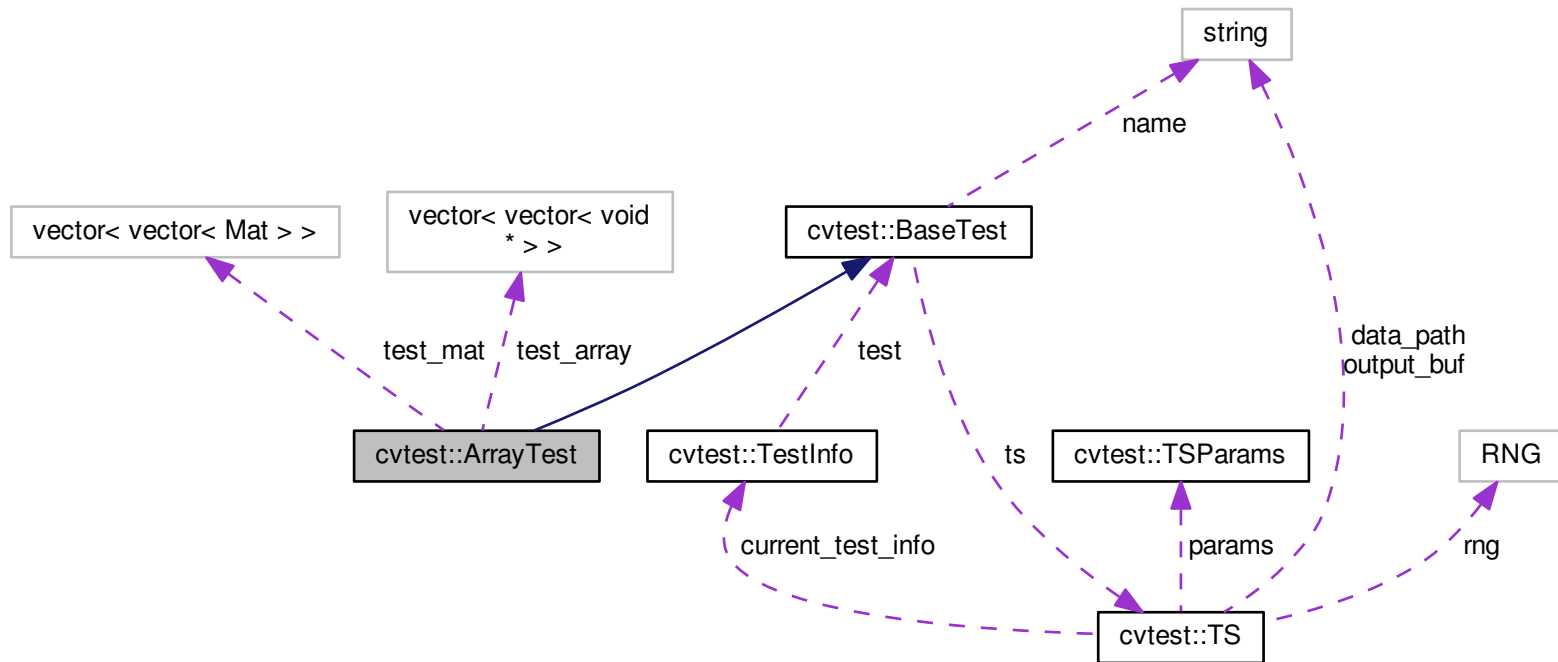 string
name
vector< vector< Mat > >
vector< vector< void
* > >
cvtest::BaseTest
test_mat
test_array
test
data_path
output_buf
cvtest::ArrayTest
cvtest::TestInfo
ts
cvtest::TSParams
RNG
current_test_info
params
rng
cvtest::TS